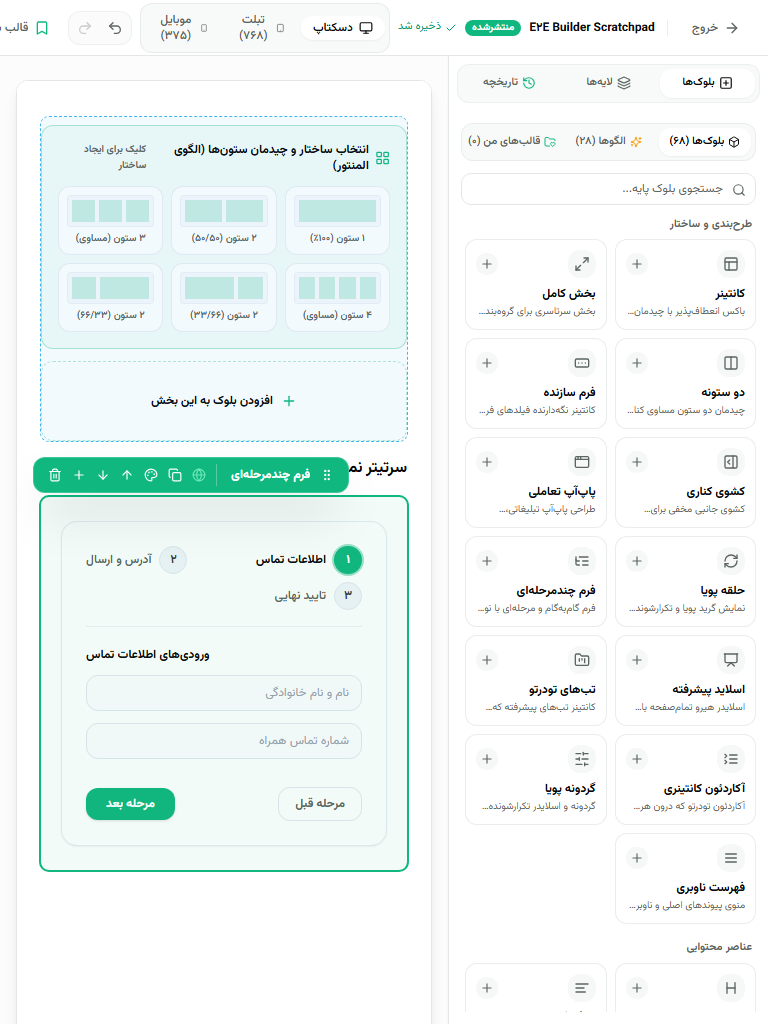 خروج
E2E Builder Scratchpad
منتشرشده
ذخیره شد
دسکتاپ
تبلت (۷۶۸)
موبایل (۳۷۵)
قالب
بلوک‌ها
لایه‌ها
تاریخچه
بلوک‌ها (۶۸)
الگوها (۲۸)
قالب‌های من (۰)
جستجوی بلوک پایه...
طرح‌بندی و ساختار
کانتینر
باکس انعطاف‌پذیر با چیدمان...
بخش کامل
بخش سرتاسری برای گروه‌بند...
دو ستونه
چیدمان دو ستون مساوی کنا...
فرم سازنده
کانتینر نگه‌دارنده فیلدهای فر...
کشوی کناری
کشوی جانبی مخفی برای...
پاپ‌آپ تعاملی
طراحی پاپ‌آپ تبلیغاتی،...
حلقه پویا
نمایش گرید پویا و تکرارشوند...
فرم چندمرحله‌ای
فرم گام‌به‌گام و مرحله‌ای با نو...
اسلاید پیشرفته
اسلایدر هیرو تمام‌صفحه با...
تب‌های تودرتو
کانتینر تب‌های پیشرفته که...
آکاردئون کانتینری
آکاردئون تودرتو که درون هر...
گردونه پویا
گردونه و اسلایدر تکرارشونده...
فهرست ناوبری
منوی پیوندهای اصلی و ناوبر...
عناصر محتوایی
انتخاب ساختار و چیدمان ستون‌ها (الگوی المنتور)
کلیک برای ایجاد ساختار
۱ ستون (۱۰۰٪)
۲ ستون (۵۰/۵۰)
۳ ستون (مساوی)
۴ ستون (مساوی)
۲ ستون (۳۳/۶۶)
۲ ستون (۶۶/۳۳)
افزودن بلوک به این بخش
سرتیتر نم
فرم چندمرحله‌ای
۱ اطلاعات تماس
۲ آدرس و ارسال
۳ تایید نهایی
ورودی‌های اطلاعات تماس
نام و نام خانوادگی
شماره تماس همراه
مرحله قبل
مرحله بعد